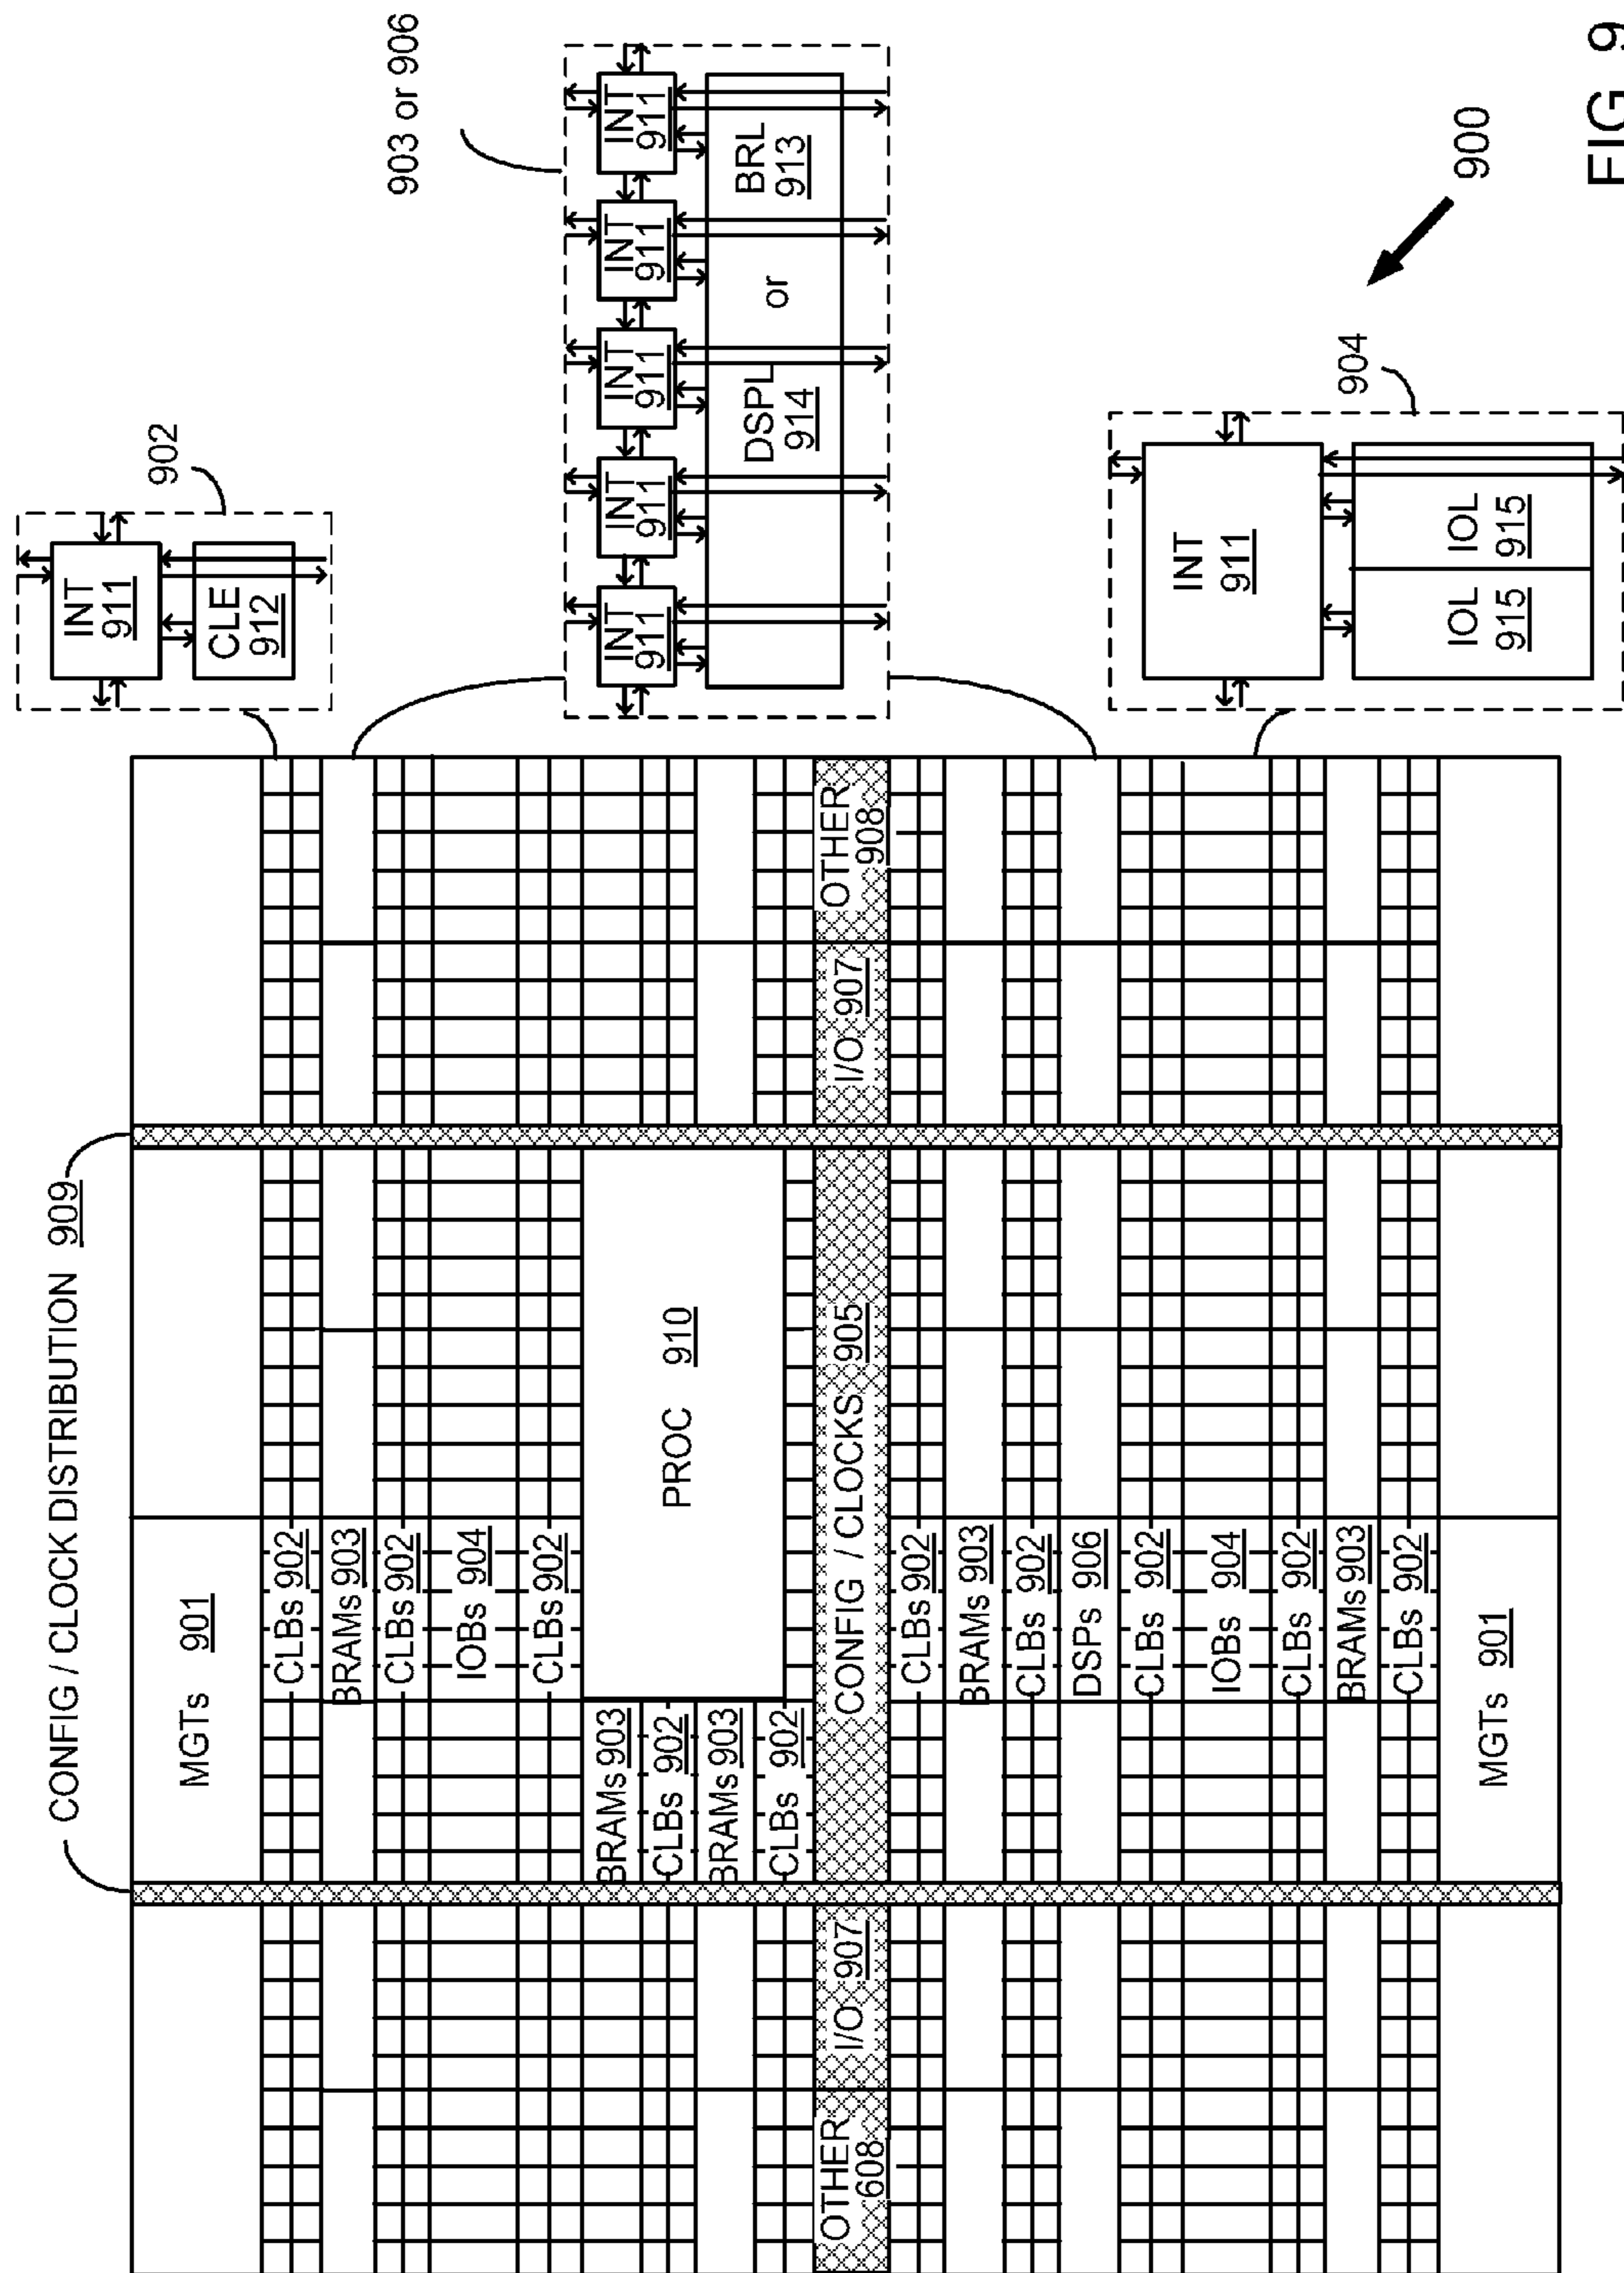 CONFIG / CLOCK DISTRIBUTION 909
MGTs 901
CLBs 902
BRAMs 903
CLBs 902
IOBs 904
CLBs 902
BRAMs 903
CLBs 902
BRAMs 903
CLBs 902
PROC 910
OTHER
608
I/O 907
CONFIG / CLOCKS 905
I/O 907
OTHER
908
CLBs 902
BRAMs 903
CLBs 902
DSPs 906
CLBs 902
IOBs 904
CLBs 902
BRAMs 903
CLBs 902
MGTs 901
902
INT
911
CLE
912
903 or 906
INT
911
INT
911
INT
911
INT
911
INT
911
DSPL
914
or
BRL
913
904
INT
911
IOL
915
IOL
915
900
FIG. 9